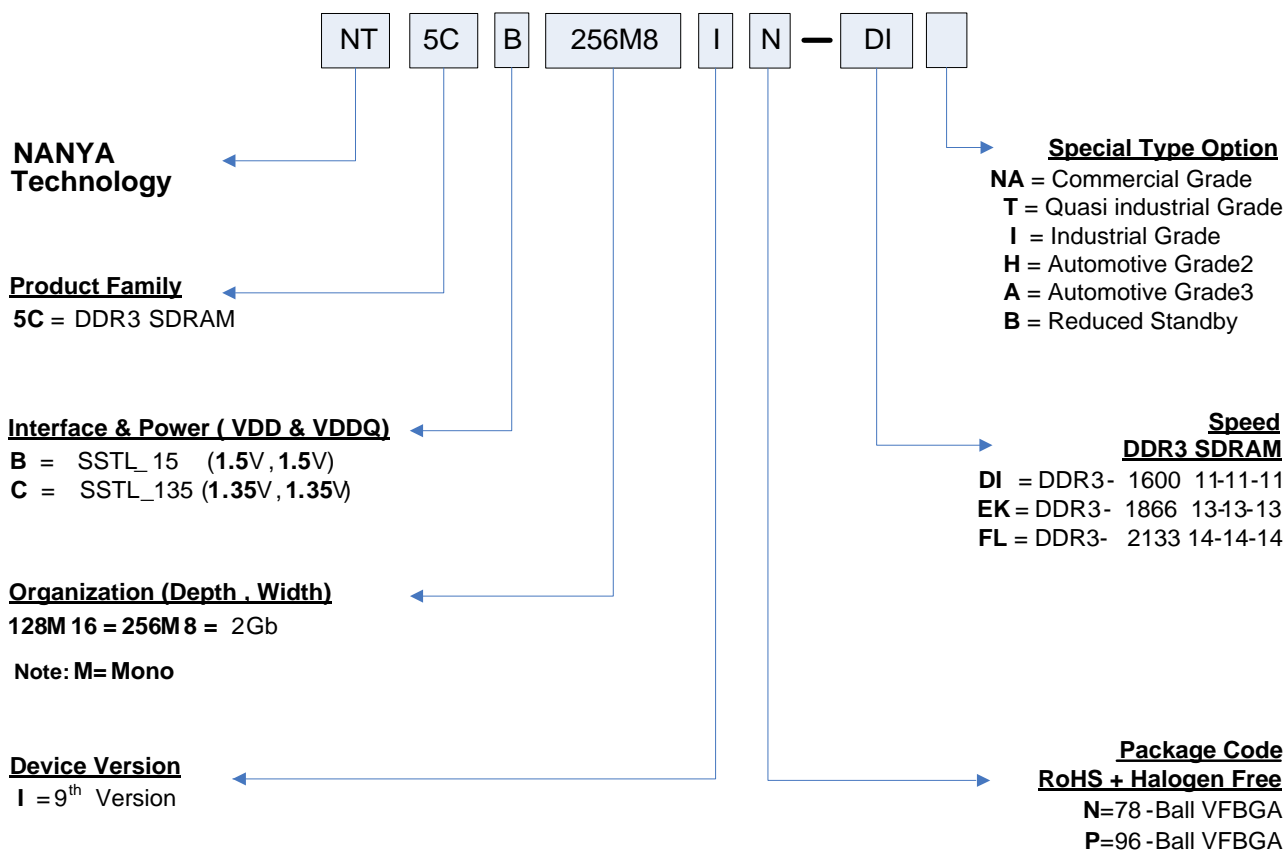 NT 5C B 256M8 I N — DI
NANYA
Technology
Product Family
5C = DDR3 SDRAM
Interface & Power ( VDD & VDDQ)
B = SSTL_ 15 (1.5V , 1.5V)
C = SSTL_135 (1.35V , 1.35V)
Organization (Depth , Width)
128M 16 = 256M 8 = 2Gb
Note: M= Mono
Device Version
I = 9th Version
Special Type Option
NA = Commercial Grade
T = Quasi industrial Grade
I = Industrial Grade
H = Automotive Grade2
A = Automotive Grade3
B = Reduced Standby
Speed
DDR3 SDRAM
DI = DDR3- 1600 11-11-11
EK = DDR3- 1866 13-13-13
FL = DDR3- 2133 14-14-14
Package Code
RoHS + Halogen Free
N=78 -Ball VFBGA
P=96 -Ball VFBGA